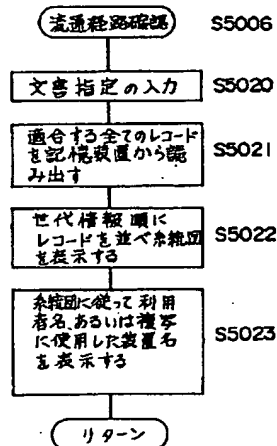 流通経路確認 S5006
文書指定の入力 S5020
適合する全てのレコード
を記憶装置から読
み出す
S5021
世代情報順に
レコードを並べ系統図
を表示する
S5022
系統図に従って利用
者名、あるいは複写
に使用した装置名
を表示する
S5023
リターン